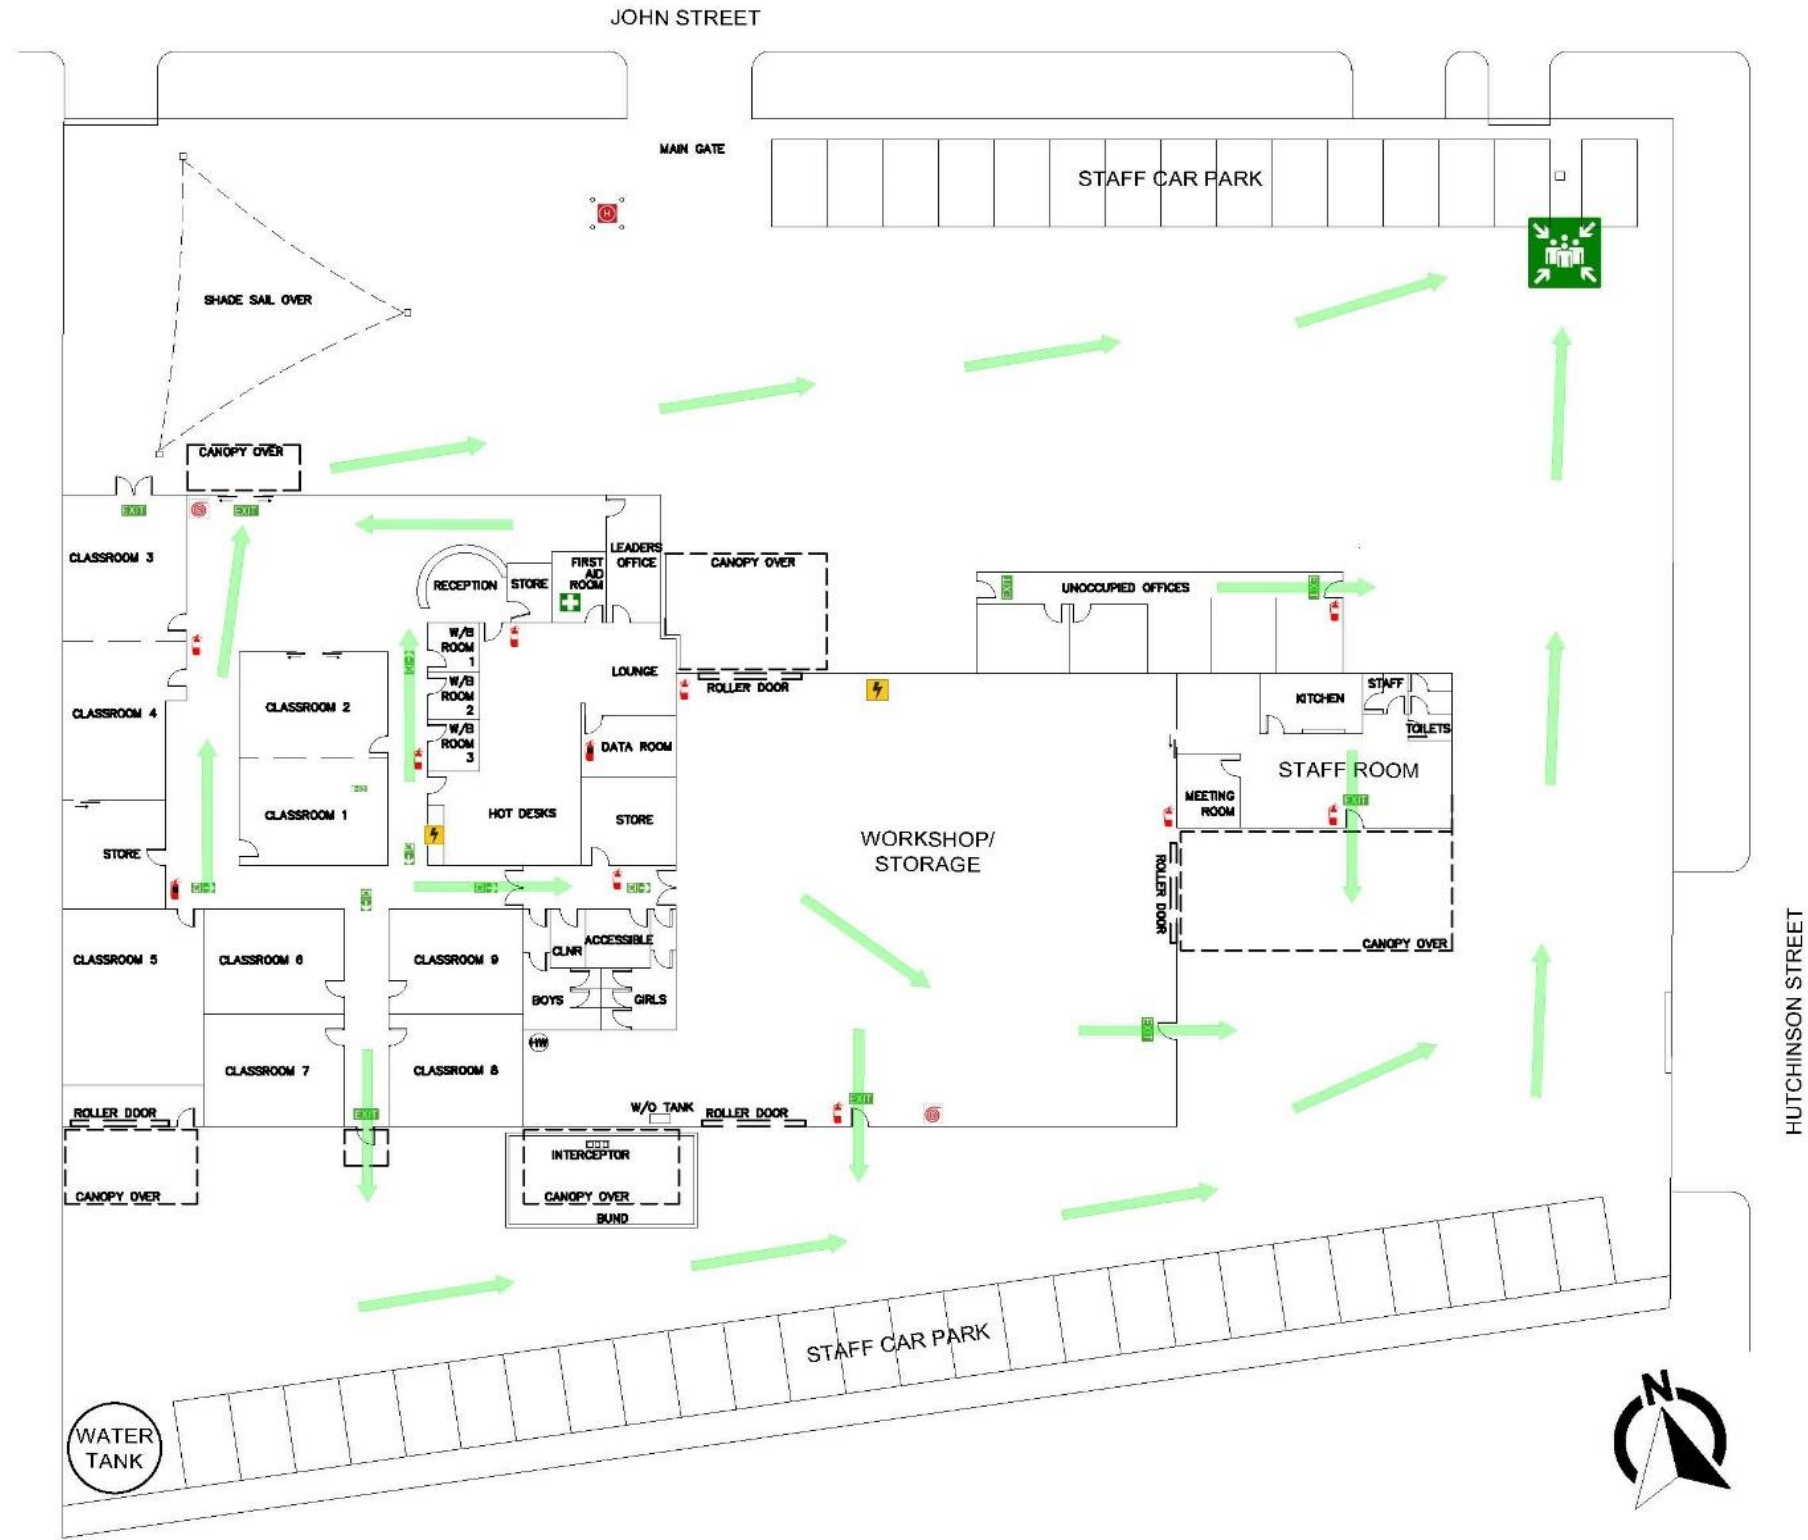 JOHN STREET
MAIN GATE
STAFF CAR PARK
H
SHADE SAIL OVER
CANOPY OVER
EXIT
EXIT
CLASSROOM 3
LEADERS
OFFICE
FIRST
AID
ROOM
STORE
RECEPTION
CANOPY OVER
EXIT
UNOCCUPIED OFFICES
EXIT
W/B
ROOM
1
LOUNGE
W/B
ROOM
2
ROLLER DOOR
KITCHEN
STAFF
TOILETS
CLASSROOM 4
CLASSROOM 2
W/B
ROOM
3
DATA ROOM
STAFF ROOM
MEETING
ROOM
EXIT
CLASSROOM 1
HOT DESKS
STORE
WORKSHOP/
STORAGE
STORE
ROLLER DOOR
CANOPY OVER
CLASSROOM 5
CLASSROOM 6
CLASSROOM 9
CLNR
ACCESSIBLE
BOYS
GIRLS
HW
EXIT
HUTCHINSON STREET
CLASSROOM 7
CLASSROOM 8
ROLLER DOOR
EXIT
W/O TANK
ROLLER DOOR
EXIT
INTERCEPTOR
CANOPY OVER
CANOPY OVER
BUND
STAFF CAR PARK
WATER
TANK
N